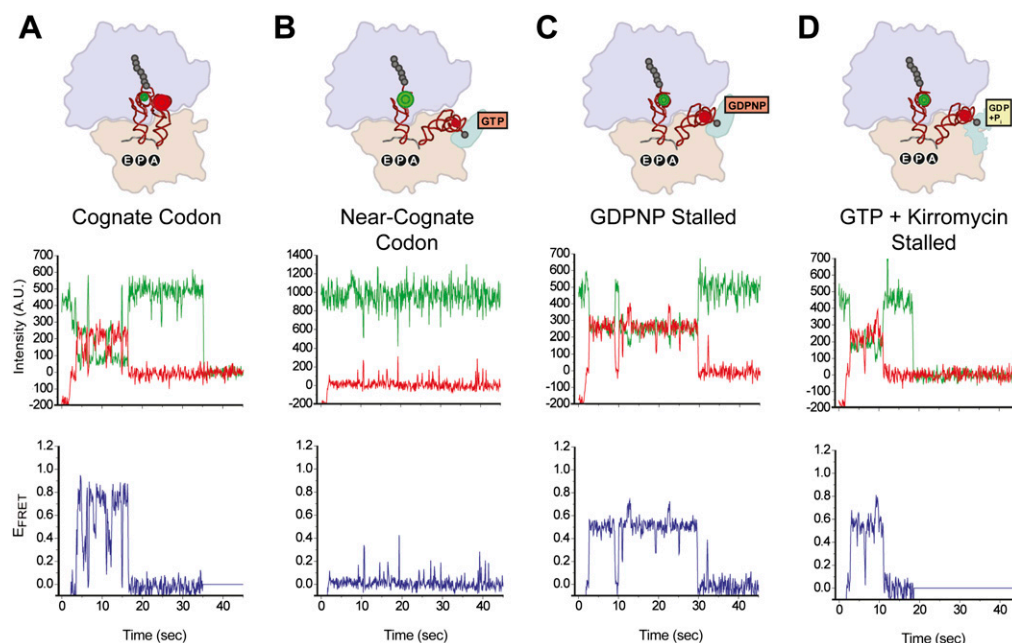 A
B
C
D
GTP
GDPNP
GDP
+Pi
E P A
E P A
E P A
E P A
Cognate Codon
Near-Cognate
Codon
GDPNP Stalled
GTP + Kirromycin
Stalled
Intensity (A.U.)
700
600
500
400
300
200
100
0
-200
1400
1200
1000
800
600
400
200
0
-200
700
600
500
400
300
200
100
0
-200
700
600
500
400
300
200
100
0
-200
EFRET
1.2
1.0
0.8
0.6
0.4
0.2
0.0
1.2
1.0
0.8
0.6
0.4
0.2
0.0
1.2
1.0
0.8
0.6
0.4
0.2
0.0
1.2
1.0
0.8
0.6
0.4
0.2
0.0
0 10 20 30 40
0 10 20 30 40
0 10 20 30 40
0 10 20 30 40
Time (sec)
Time (sec)
Time (sec)
Time (sec)